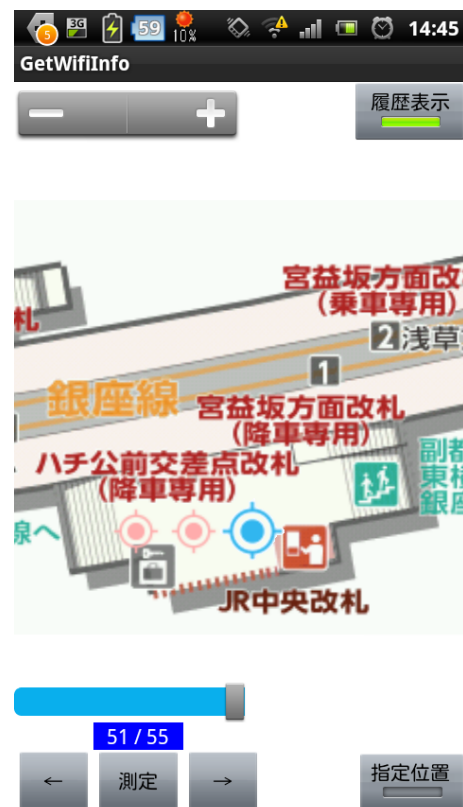 5 3G 59 10% 14:45
GetWifiInfo
履歴表示
宮益坂方面改
(乗車専用)
札
2 浅草
1
銀座線
宮益坂方面改札
(降車専用)
ハチ公前交差点改札
(降車専用)
副都
東横
銀座
線へ
JR中央改札
51 / 55
←
測定
→
指定位置